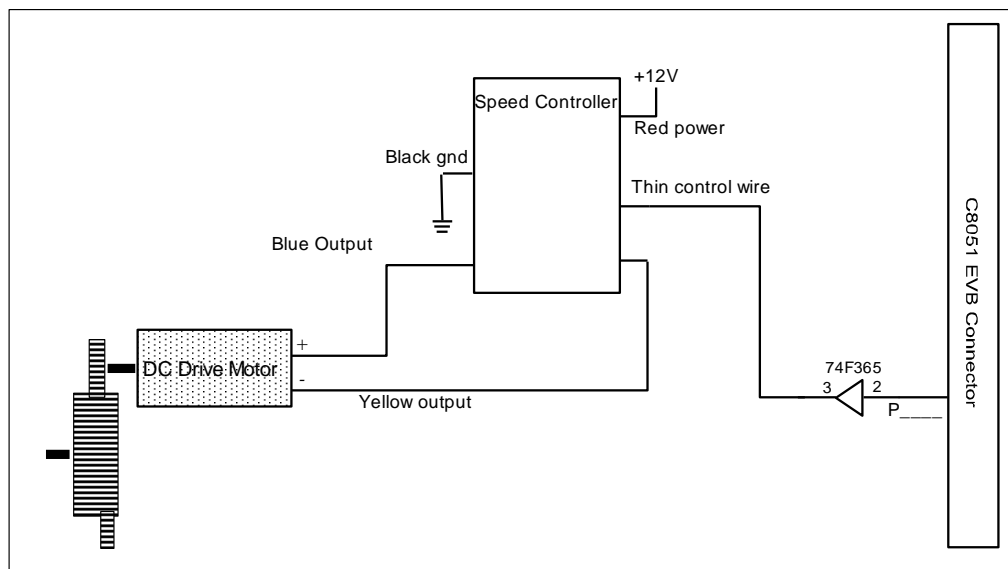 +12V
Speed Controller
Red power
Black gnd
Thin control wire
Blue Output
C8051 EVB Connector
+
DC Drive Motor
-
Yellow output
74F365
3
2
P____